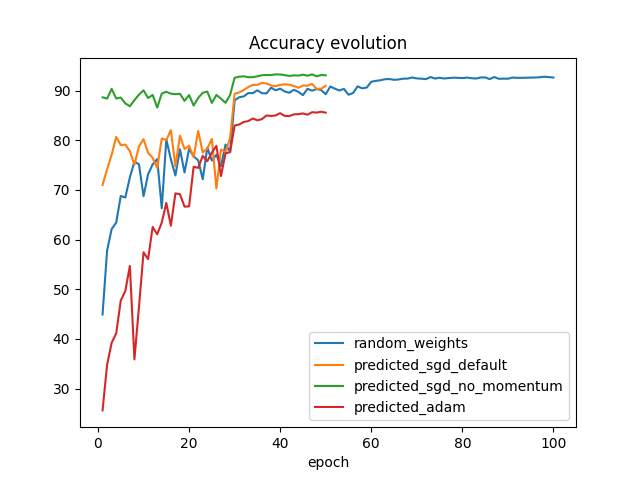 Accuracy evolution
90
80
70
60
50
40
30
0 20 40 60 80 100
epoch
random_weights
predicted_sgd_default
predicted_sgd_no_momentum
predicted_adam